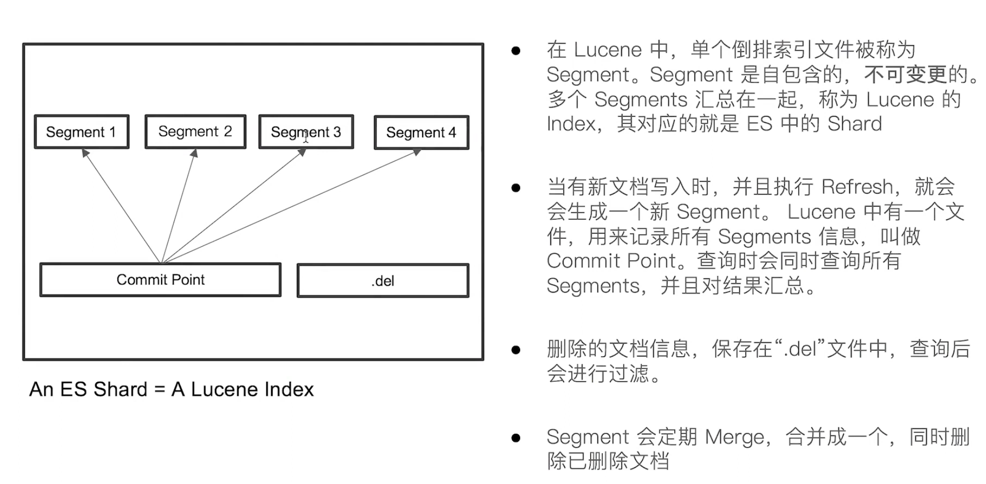 Segment 1
Segment 2
Segment 3
Segment 4
Commit Point
.del
An ES Shard = A Lucene Index
● 在 Lucene 中，单个倒排索引文件被称为
Segment。Segment 是自包含的，不可变更的。
多个 Segments 汇总在一起，称为 Lucene 的
Index，其对应的就是 ES 中的 Shard
● 当有新文档写入时，并且执行 Refresh，就会
会生成一个新 Segment。 Lucene 中有一个文
件，用来记录所有 Segments 信息，叫做
Commit Point。查询时会同时查询所有
Segments，并且对结果汇总。
● 删除的文档信息，保存在“.del”文件中，查询后
会进行过滤。
● Segment 会定期 Merge，合并成一个，同时删
除已删除文档